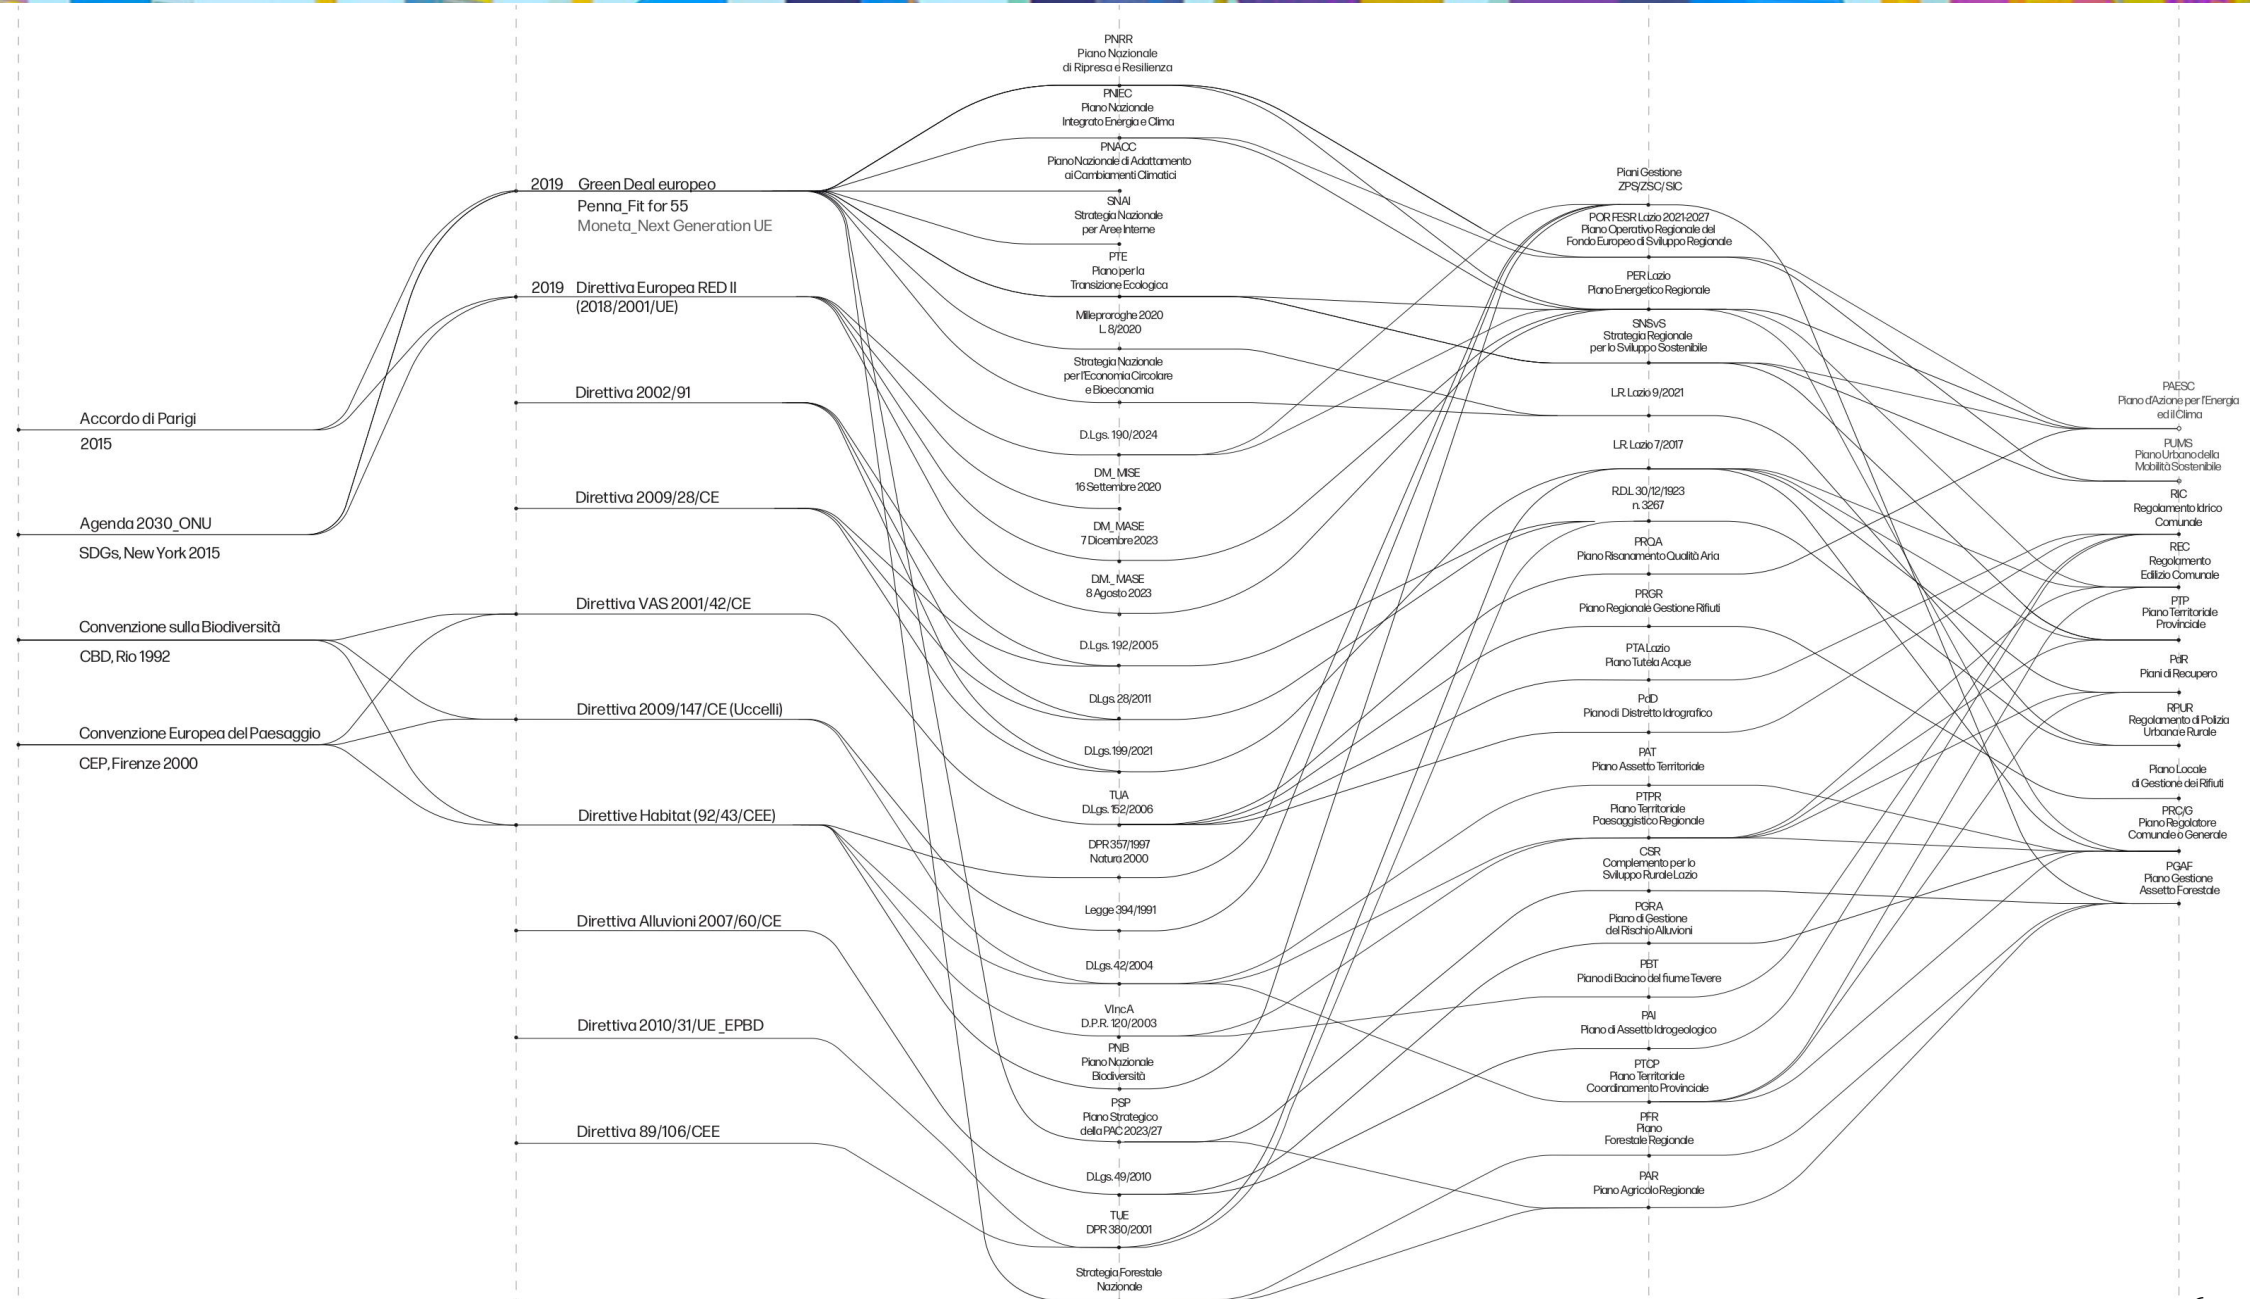 Accordo di Parigi
2015
Agenda 2030_ONU
SDGs, New York 2015
Convenzione sulla Biodiversità
CBD, Rio 1992
Convenzione Europea del Paesaggio
CEP, Firenze 2000
2019 Green Deal europeo
Penna_Fit for 55
Moneta_Next Generation UE
2019 Direttiva Europea RED II
(2018/2001/UE)
Direttiva 2002/91
Direttiva 2009/28/CE
Direttiva VAS 2001/42/CE
Direttiva 2009/147/CE (Uccelli)
Direttive Habitat (92/43/CEE)
Direttiva Alluvioni 2007/60/CE
Direttiva 2010/31/UE_EPBD
Direttiva 89/106/CEE
PNRR
Piano Nazionale
di Ripresa e Resilienza
PNIEC
Piano Nazionale
Integrato Energia e Clima
PNACC
Piano Nazionale di Adattamento
ai Cambiamenti Climatici
SNAI
Strategia Nazionale
per Aree Interne
PTE
Piano per la
Transizione Ecologica
Milleproroghe 2020
L. 8/2020
Strategia Nazionale
per l'Economia Circolare
e Bioeconomia
D.Lgs. 190/2024
DM_MISE
16 Settembre 2020
DM_MASE
7 Dicembre 2023
D.M._MASE
8 Agosto 2023
D.Lgs. 192/2005
D.Lgs. 28/2011
D.Lgs. 199/2021
TUA
D.Lgs. 152/2006
DPR 357/1997
Natura 2000
Legge 394/1991
D.Lgs. 42/2004
VIncA
D.P.R. 120/2003
PNB
Piano Nazionale
Biodiversità
PSP
Piano Strategico
della PAC 2023/27
D.Lgs. 49/2010
TUE
DPR 380/2001
Strategia Forestale
Nazionale
Piani Gestione
ZPS/ZSC/SIC
POR FESR Lazio 2021-2027
Piano Operativo Regionale del
Fondo Europeo di Sviluppo Regionale
PER Lazio
Piano Energetico Regionale
SNSvS
Strategia Regionale
per lo Sviluppo Sostenibile
L.R. Lazio 9/2021
L.R. Lazio 7/2017
R.D.L. 30/12/1923
n. 3267
PRQA
Piano Risanamento Qualità Aria
PRGR
Piano Regionale Gestione Rifiuti
PTA Lazio
Piano Tutela Acque
PdD
Piano di Distretto Idrografico
PAT
Piano Assetto Territoriale
PTPR
Piano Territoriale
Paesaggistico Regionale
CSR
Complemento per lo
Sviluppo Rurale Lazio
PGRA
Piano di Gestione
del Rischio Alluvioni
PBT
Piano di Bacino del fiume Tevere
PAI
Piano di Assetto Idrogeologico
PTCP
Piano Territoriale
Coordinamento Provinciale
PFR
Piano
Forestale Regionale
PAR
Piano Agricolo Regionale
PAESC
Piano d'Azione per l'Energia
ed il Clima
PUMS
Piano Urbano della
Mobilità Sostenibile
RIC
Regolamento Idrico
Comunale
REC
Regolamento
Edilizio Comunale
PTP
Piano Territoriale
Provinciale
PdR
Piani di Recupero
RPUR
Regolamento di Polizia
Urbana e Rurale
Piano Locale
di Gestione dei Rifiuti
PRC/G
Piano Regolatore
Comunale o Generale
PGAF
Piano Gestione
Assetto Forestale